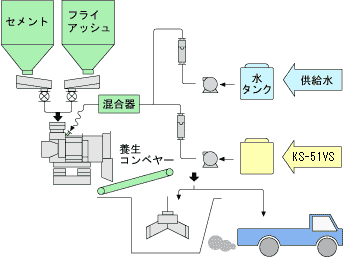 セメント
フライ
アッシュ
水
タンク
供給水
混合器
養生
コンベヤー
KS-51VS